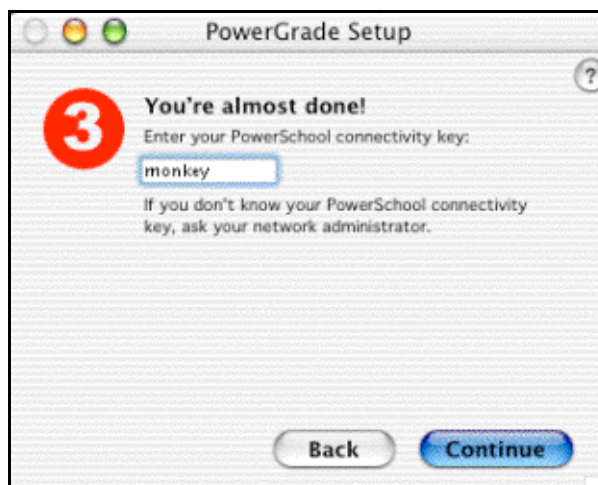 PowerGrade Setup
?
3
You're almost done!
Enter your PowerSchool connectivity key:
monkey
If you don't know your PowerSchool connectivity
key, ask your network administrator.
Back
Continue